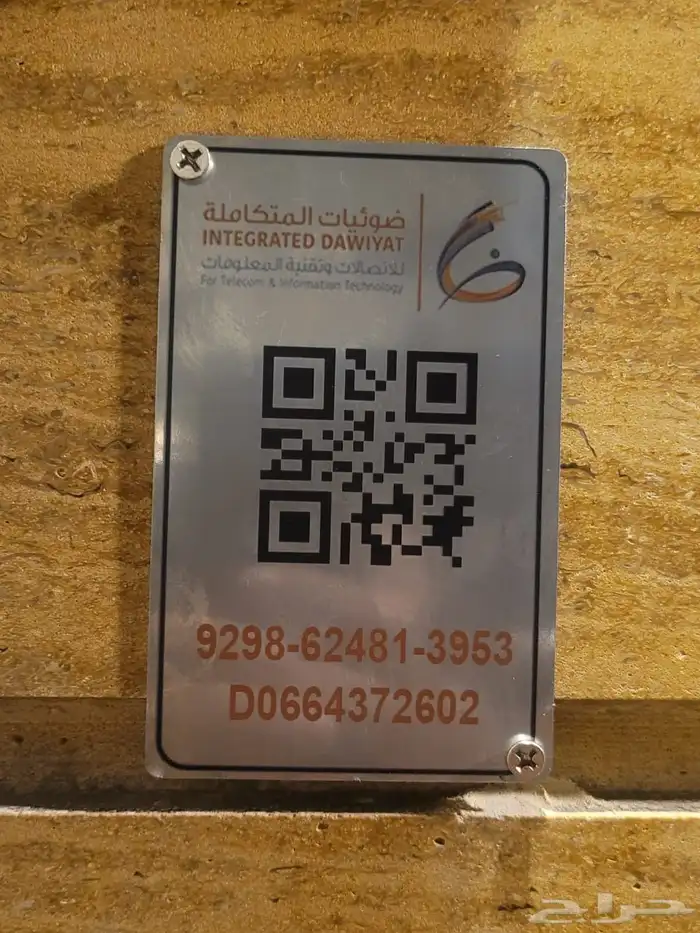 ضوئيات المتكاملة
INTEGRATED DAWIYAT
للاتصالات وتقنية المعلومات
For Telecom & Information Technology
9298-62481-3953
D0664372602
حراج